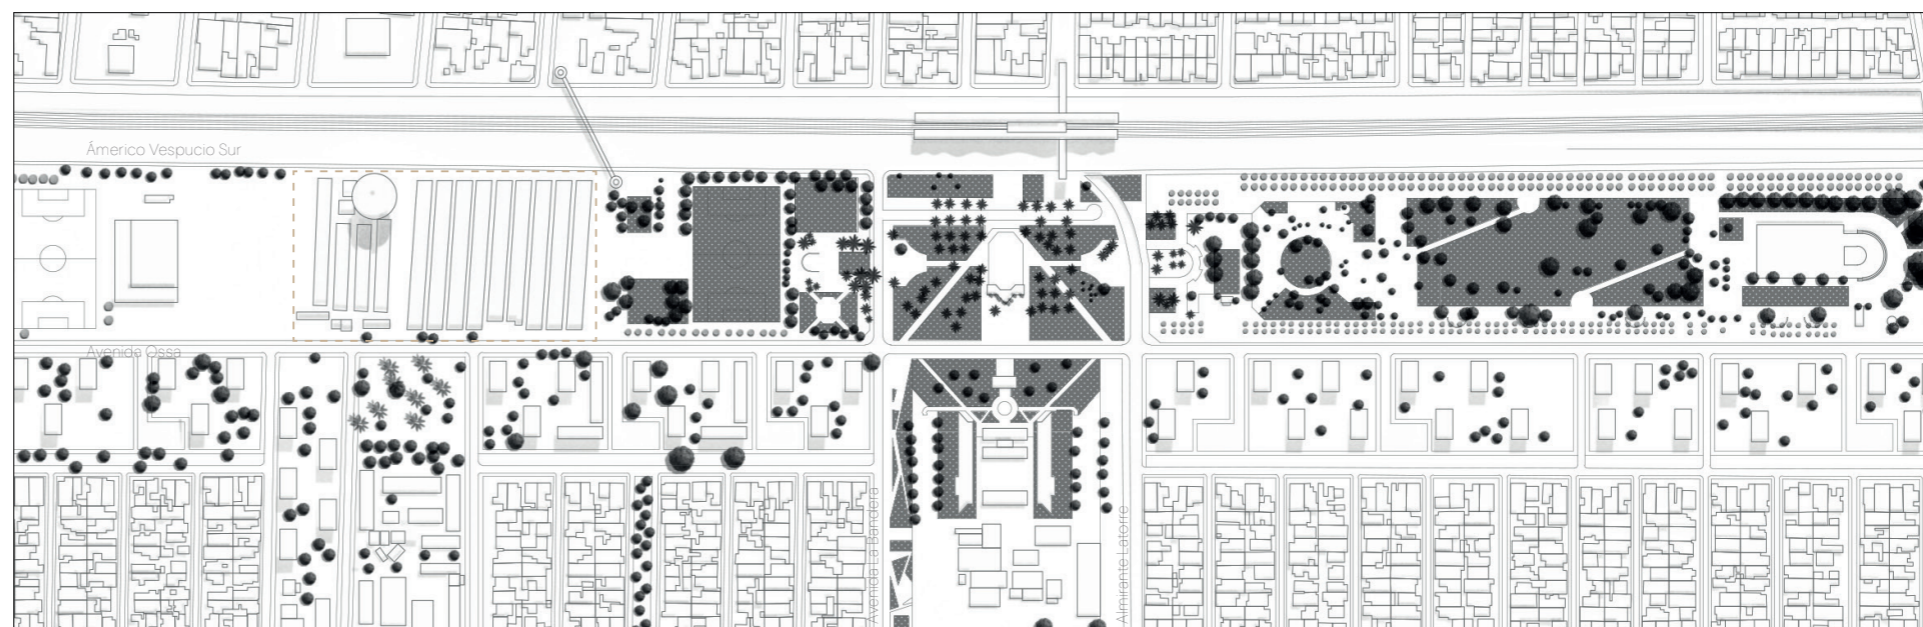 Ámerico Vespucio Sur
Avenida Ossa
Avenida La Bandera
Almirante Latorre